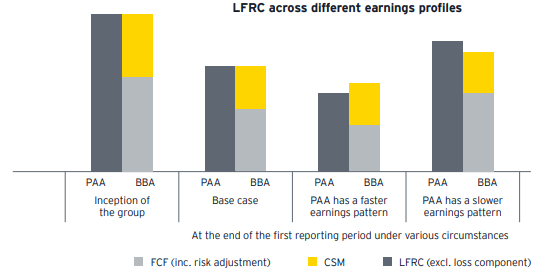 LFRC across different earnings profiles
PAA BBA PAA BBA PAA BBA PAA BBA
Inception of the group
Base case
PAA has a faster earnings pattern
PAA has a slower earnings pattern
At the end of the first reporting period under various circumstances
FCF (inc. risk adjustment) CSM LFRC (excl. loss component)